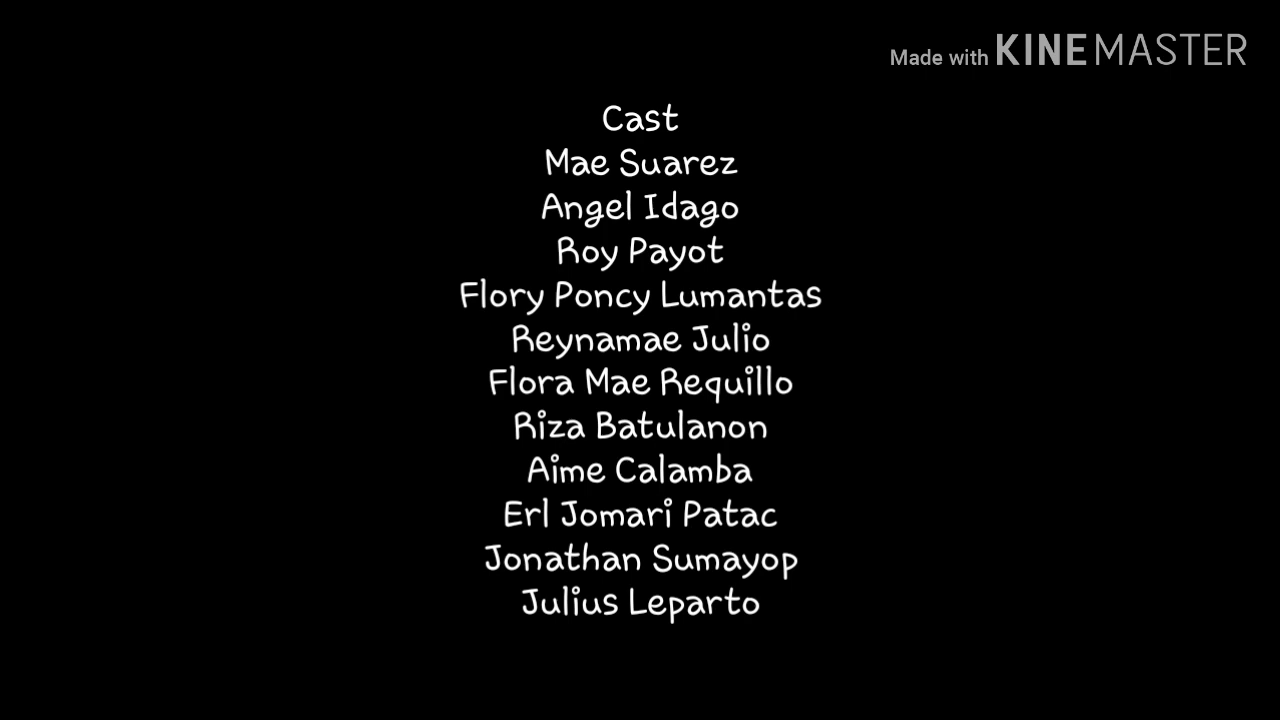 Made with KINEMASTER
Cast
Mae Suarez
Angel Idago
Roy Payot
Flory Poncy Lumantas
Reynamae Julio
Flora Mae Requillo
Riza Batulanon
Aime Calamba
Erl Jomari Patac
Jonathan Sumayop
Julius Leparto